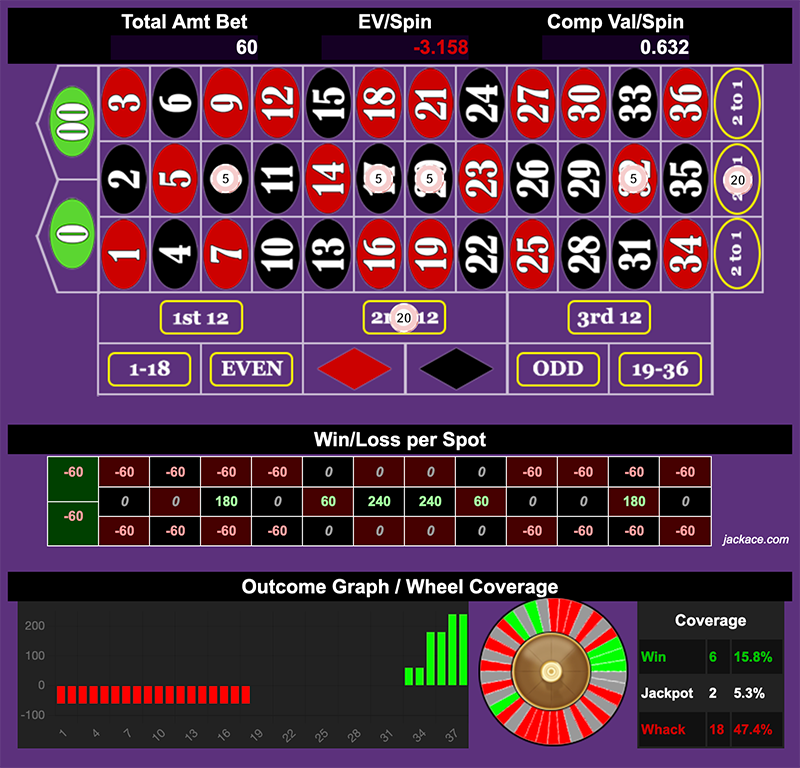 Total Amt Bet EV/Spin Comp Val/Spin
60 -3.158 0.632
00 3 6 9 12 15 18 21 24 27 30 33 36 2 to 1
2 5 5 11 14 5 5 23 26 29 5 35 20
0 1 4 7 10 13 16 19 22 25 28 31 34 2 to 1
1st 12 20 12 3rd 12
1-18 EVEN ODD 19-36
Win/Loss per Spot
-60 -60 -60 -60 -60 0 0 0 0 -60 -60 -60 -60
0 0 180 0 60 240 240 60 0 0 180 0
-60 -60 -60 -60 -60 0 0 0 0 -60 -60 -60 -60
jackace.com
Outcome Graph / Wheel Coverage
200
100
0
-100
1 4 7 10 13 16 19 22 25 28 31 34 37
Coverage
Win 6 15.8%
Jackpot 2 5.3%
Whack 18 47.4%